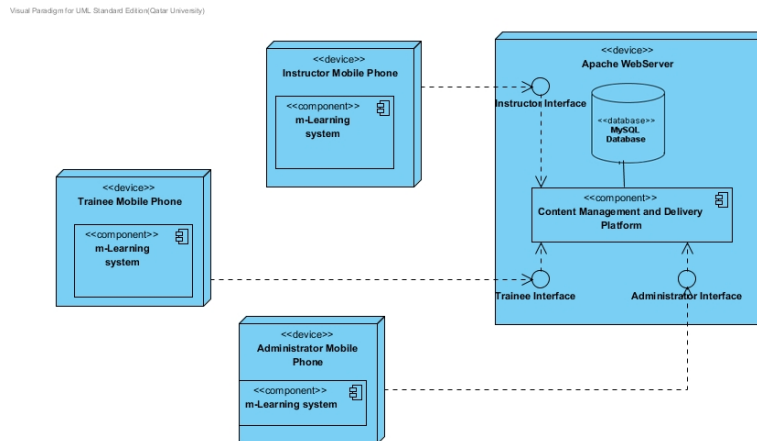 Visual Paradigm for UML Standard Edition(Qatar University)
<<device>>
Instructor Mobile Phone
<<component>>
m-Learning
system
<<device>>
Apache WebServer
Instructor Interface
<<database>>
MySQL
Database
<<component>>
Content Management and Delivery
Platform
Trainee Interface
Administrator Interface
<<device>>
Trainee Mobile Phone
<<component>>
m-Learning
system
<<device>>
Administrator Mobile
Phone
<<component>>
m-Learning system